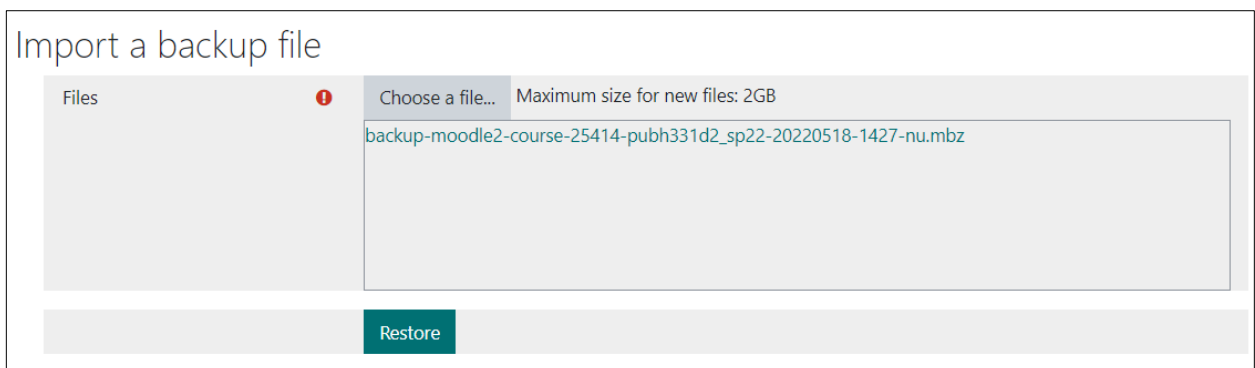 Import a backup file
Files
Choose a file... Maximum size for new files: 2GB
backup-moodle2-course-25414-pubh331d2_sp22-20220518-1427-nu.mbz
Restore